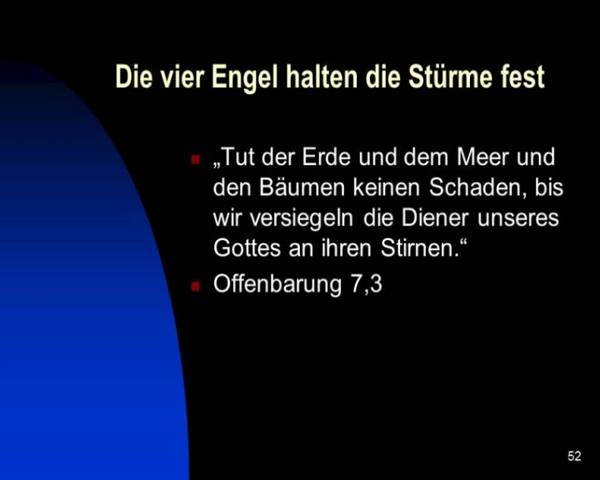 Die vier Engel halten die Stürme fest
„Tut der Erde und dem Meer und
den Bäumen keinen Schaden, bis
wir versiegeln die Diener unseres
Gottes an ihren Stirnen.“
Offenbarung 7,3
52